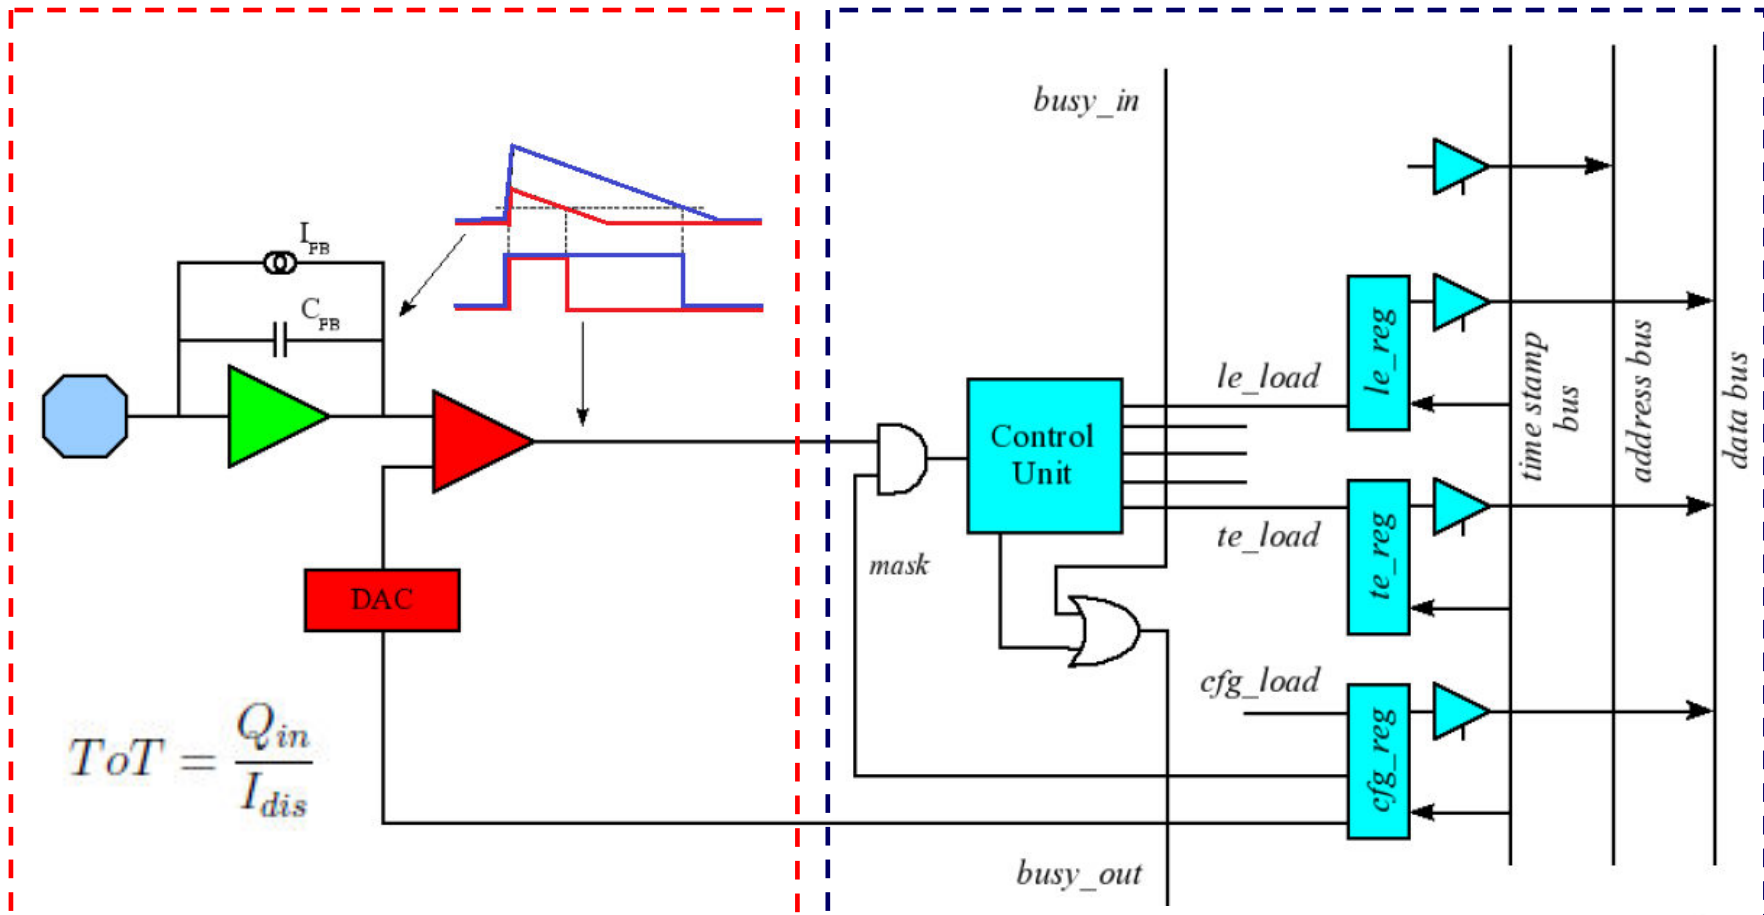 I_FB
C_FB
DAC
ToT = Q_in / I_dis
busy_in
Control
Unit
mask
le_load
te_load
cfg_load
le_reg
te_reg
cfg_reg
time stamp
bus
address bus
data bus
busy_out